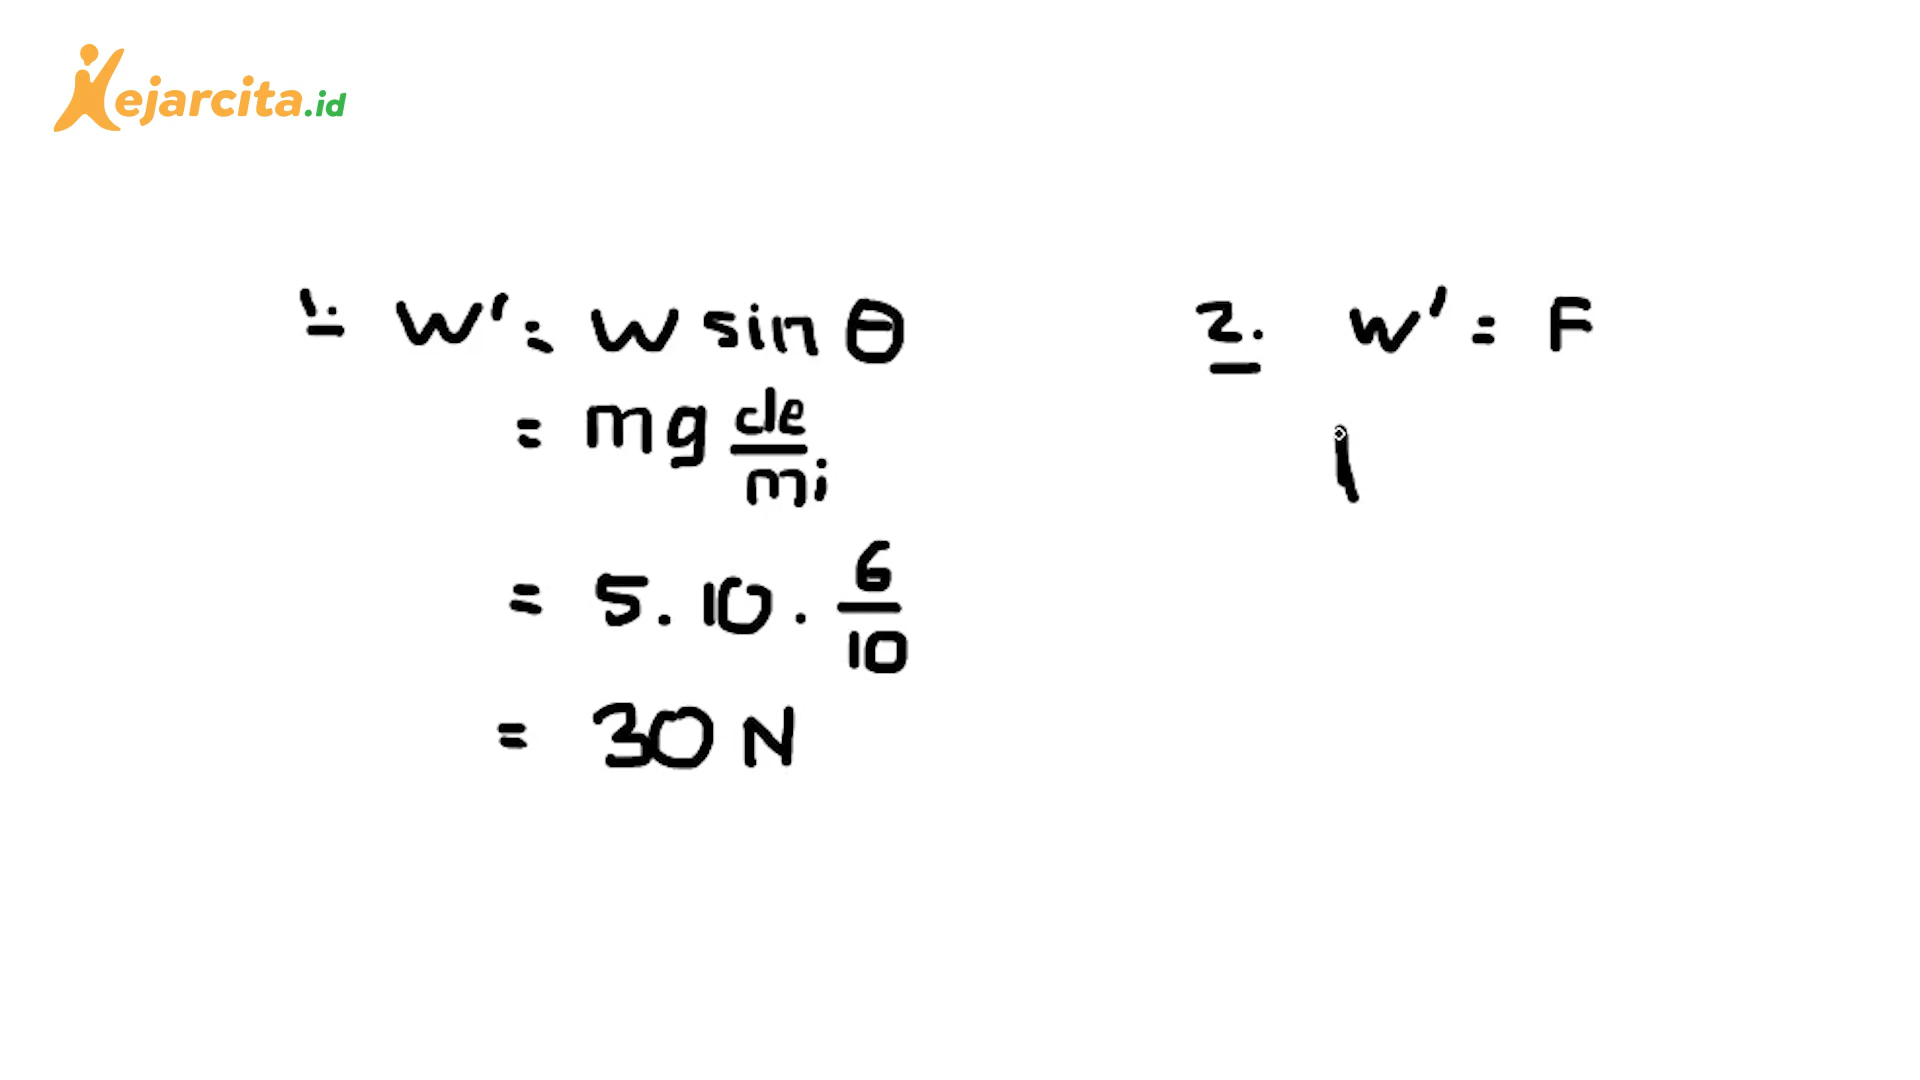 Kejarcita.id
1. W' = W sin θ
= mg de/mi
= 5 . 10 . 6/10
= 30 N
2. W' = F